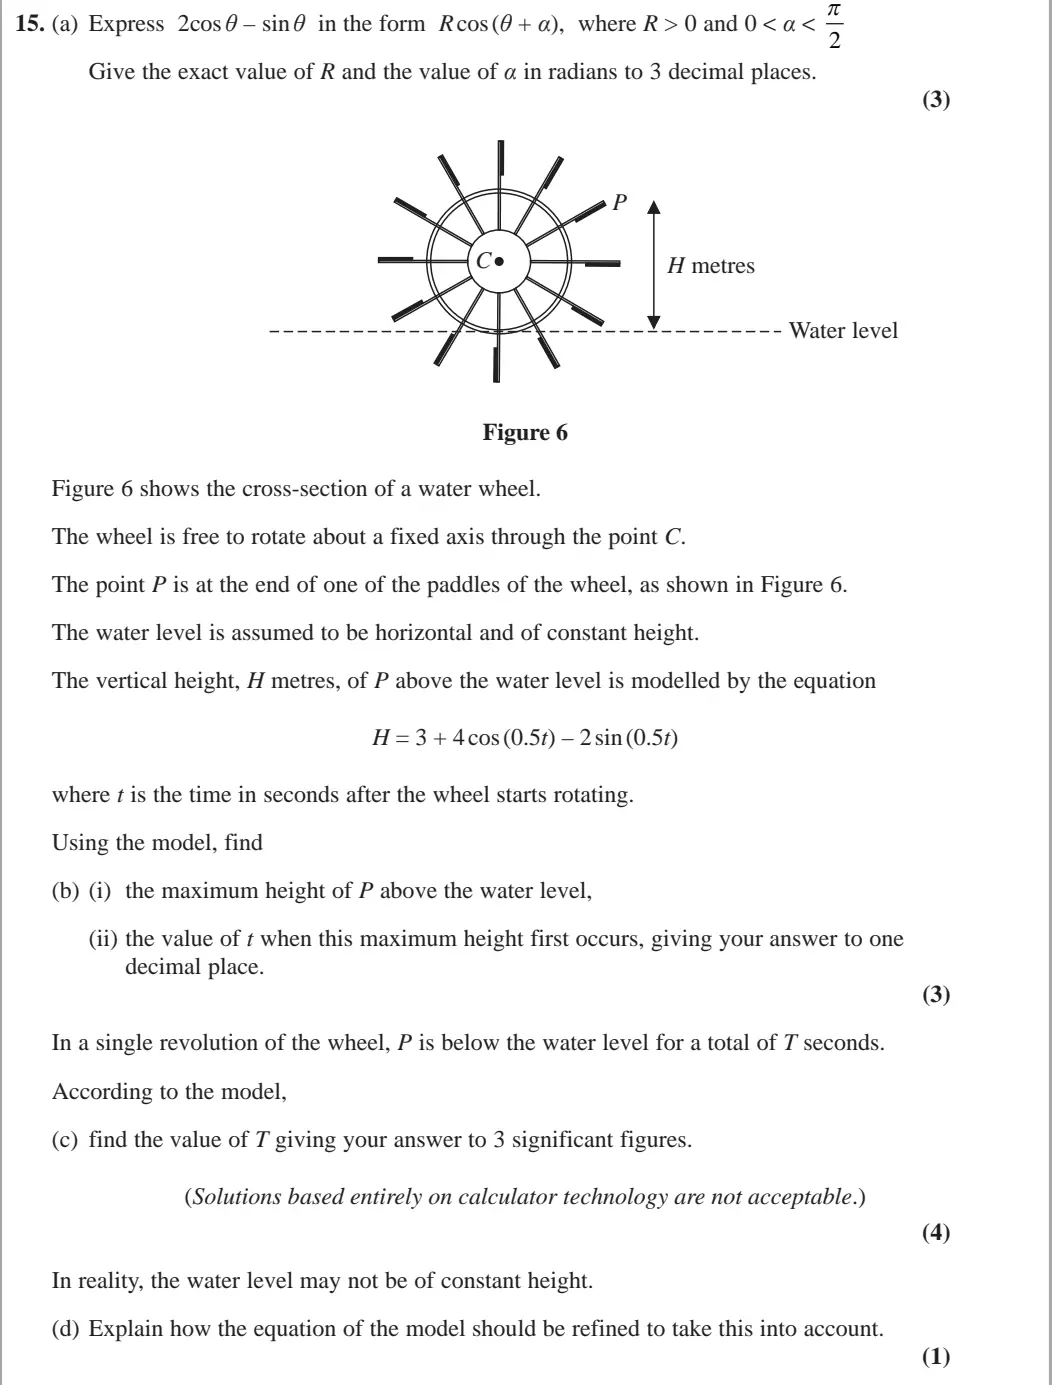 15. (a) Express 2cos θ – sin θ in the form R cos (θ + α), where R > 0 and 0 < α < π/2
Give the exact value of R and the value of α in radians to 3 decimal places.
(3)
P
C
H metres
Water level
Figure 6
Figure 6 shows the cross-section of a water wheel.
The wheel is free to rotate about a fixed axis through the point C.
The point P is at the end of one of the paddles of the wheel, as shown in Figure 6.
The water level is assumed to be horizontal and of constant height.
The vertical height, H metres, of P above the water level is modelled by the equation
H = 3 + 4 cos (0.5t) – 2 sin (0.5t)
where t is the time in seconds after the wheel starts rotating.
Using the model, find
(b) (i) the maximum height of P above the water level,
(ii) the value of t when this maximum height first occurs, giving your answer to one
decimal place.
(3)
In a single revolution of the wheel, P is below the water level for a total of T seconds.
According to the model,
(c) find the value of T giving your answer to 3 significant figures.
(Solutions based entirely on calculator technology are not acceptable.)
(4)
In reality, the water level may not be of constant height.
(d) Explain how the equation of the model should be refined to take this into account.
(1)